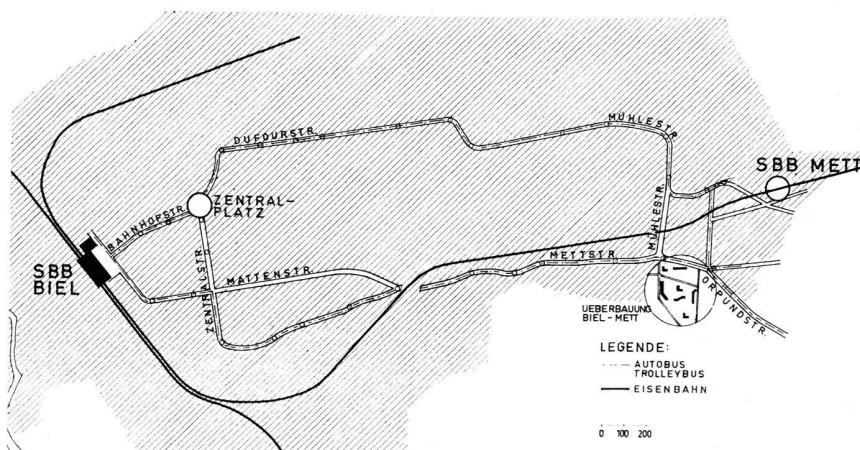 DUFOURSTR.
MÜHLESTR.
SBB METT
ZENTRAL-
PLATZ
BAHNHOFSTR.
MÜHLESTR.
SBB
BIEL
ZENTRALSTR.
MATTENSTR.
METTSTR.
ORPUNDSTR.
UEBERBAUUNG
BIEL-METT
LEGENDE:
AUTOBUS
TROLLEYBUS
EISENBAHN
0 100 200